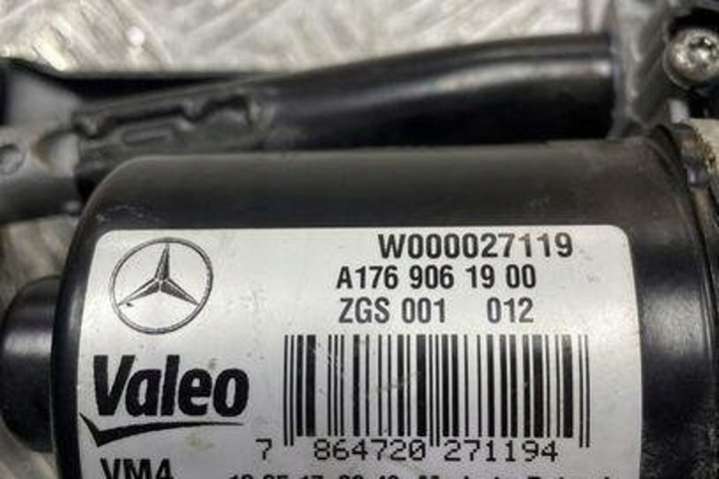 W000027119
A176 906 19 00
ZGS 001 012
Valeo
7 864720 271194
VM4